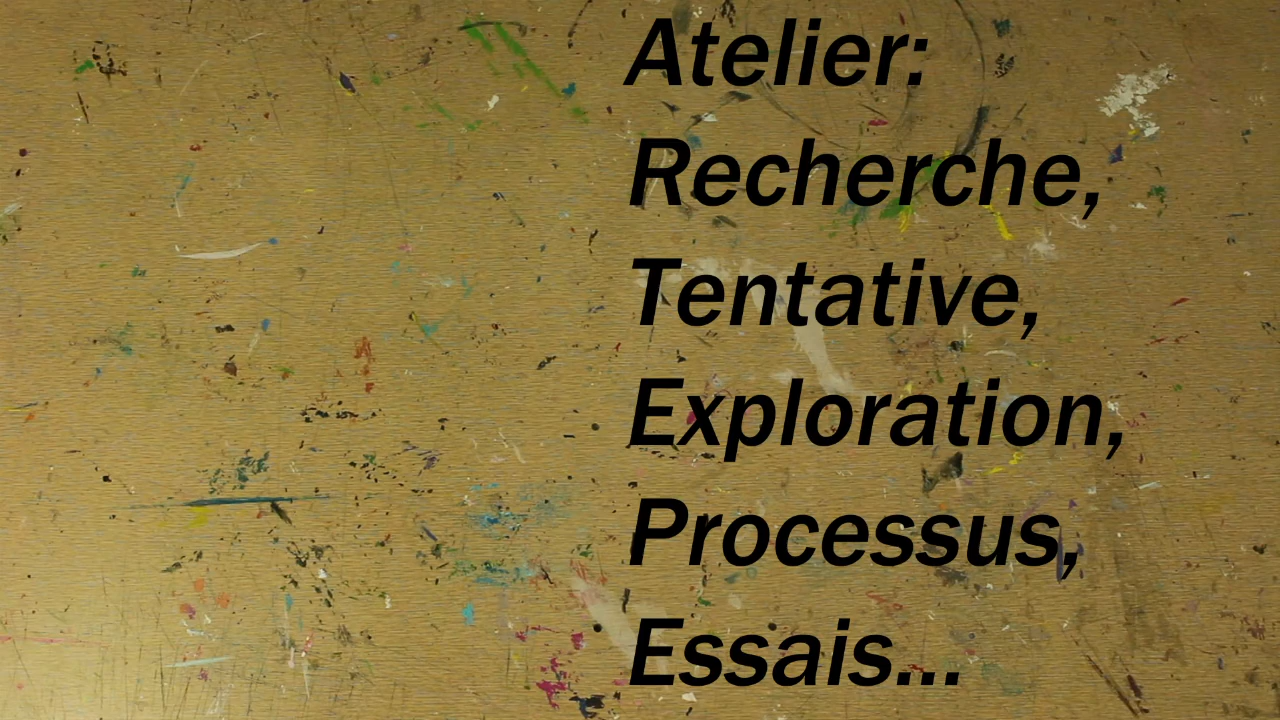 Atelier:
Recherche,
Tentative,
Exploration,
Processus,
Essais...